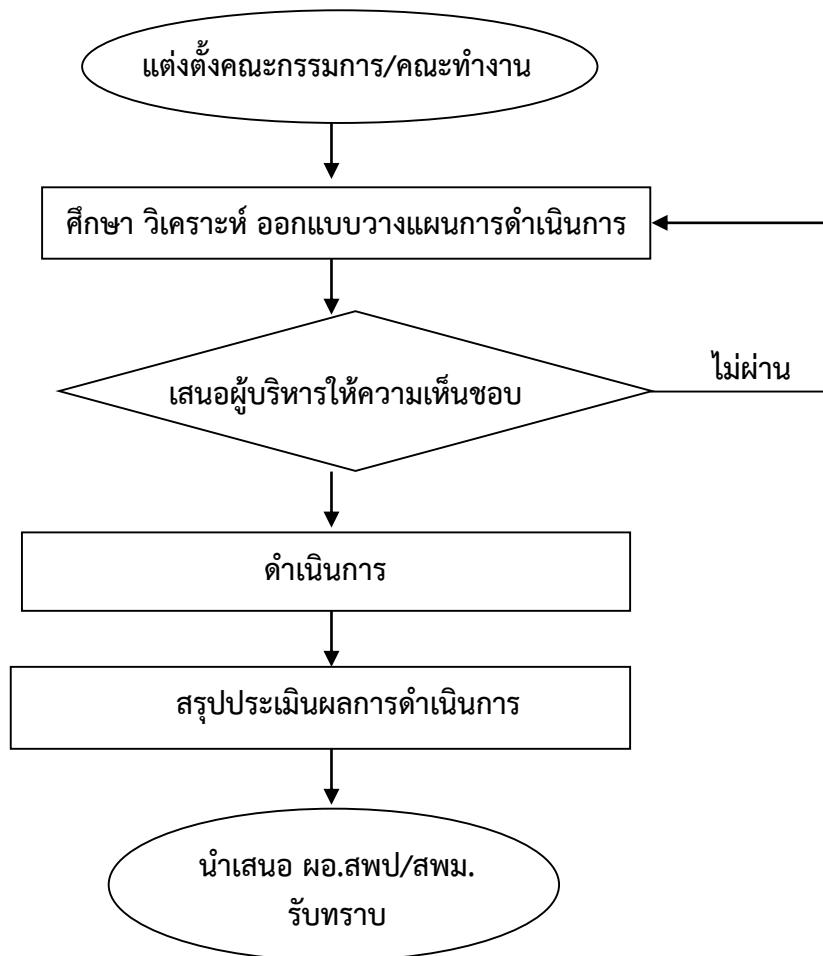 แต่งตั้งคณะกรรมการ/คณะทำงาน
ศึกษา วิเคราะห์ ออกแบบวางแผนการดำเนินการ
ไม่ผ่าน
เสนอผู้บริหารให้ความเห็นชอบ
ดำเนินการ
สรุปประเมินผลการดำเนินการ
นำเสนอ ผอ.สพป/สพม.
รับทราบ